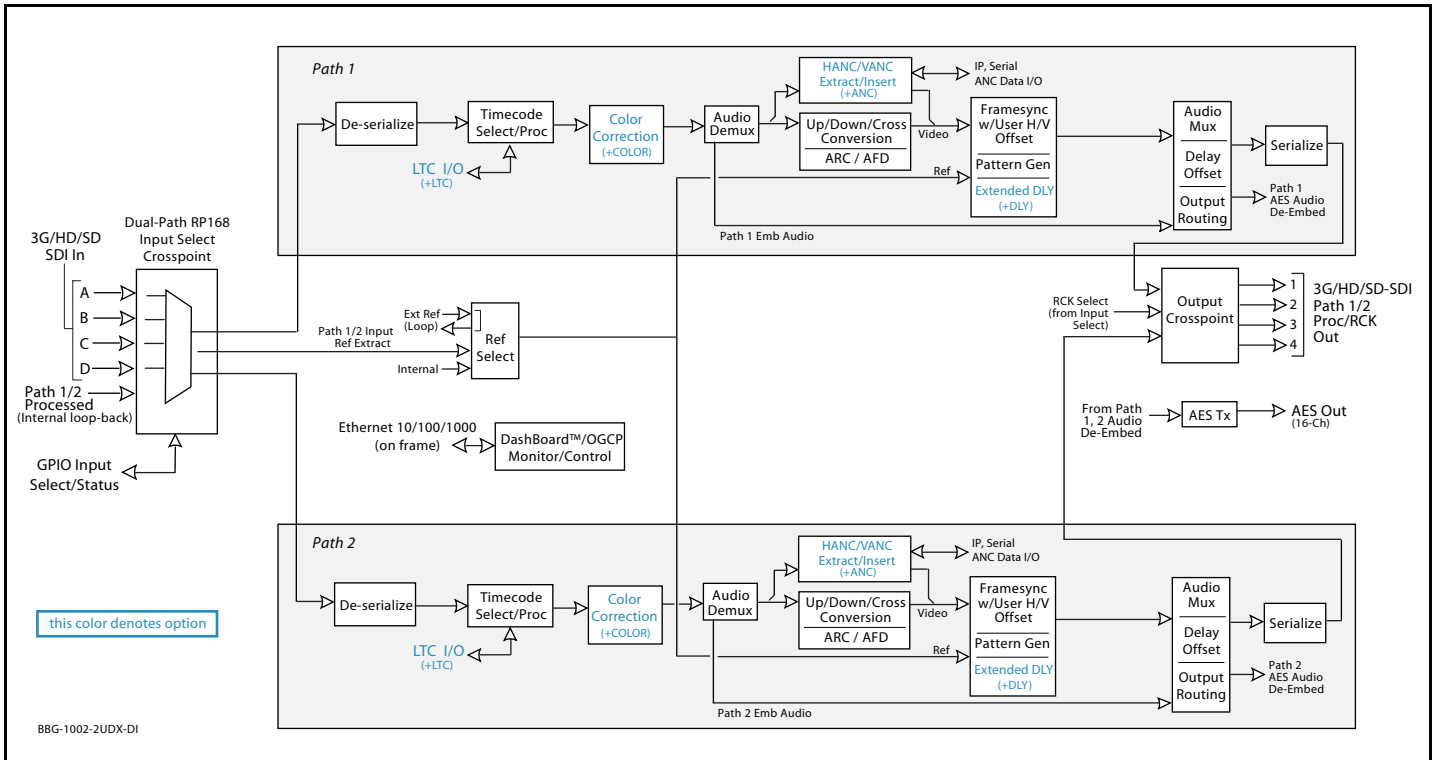 Path 1
De-serialize
Timecode
Select/Proc
LTC I/O
(+LTC)
Color
Correction
(+COLOR)
Audio
Demux
HANC/VANC
Extract/Insert
(+ANC)
IP, Serial
ANC Data I/O
Up/Down/Cross
Conversion
ARC / AFD
Video
Ref
Framesync
w/User H/V
Offset
Pattern Gen
Extended DLY
(+DLY)
Path 1 Emb Audio
Audio
Mux
Delay
Offset
Output
Routing
Serialize
Path 1
AES Audio
De-Embed
Dual-Path RP168
Input Select
Crosspoint
3G/HD/SD
SDI In
A
B
C
D
Path 1/2
Processed
(Internal loop-back)
GPIO Input
Select/Status
Path 1/2 Input
Ref Extract
Ext Ref
(Loop)
Internal
Ref
Select
Ethernet 10/100/1000
(on frame)
DashBoard™/OGCP
Monitor/Control
RCK Select
(from Input
Select)
Output
Crosspoint
1
2
3
4
3G/HD/SD-SDI
Path 1/2
Proc/RCK
Out
From Path
1, 2 Audio
De-Embed
AES Tx
AES Out
(16-Ch)
Path 2
De-serialize
Timecode
Select/Proc
LTC I/O
(+LTC)
Color
Correction
(+COLOR)
Audio
Demux
HANC/VANC
Extract/Insert
(+ANC)
IP, Serial
ANC Data I/O
Up/Down/Cross
Conversion
ARC / AFD
Video
Ref
Framesync
w/User H/V
Offset
Pattern Gen
Extended DLY
(+DLY)
Path 2 Emb Audio
Audio
Mux
Delay
Offset
Output
Routing
Serialize
Path 2
AES Audio
De-Embed
this color denotes option
BBG-1002-2UDX-DI